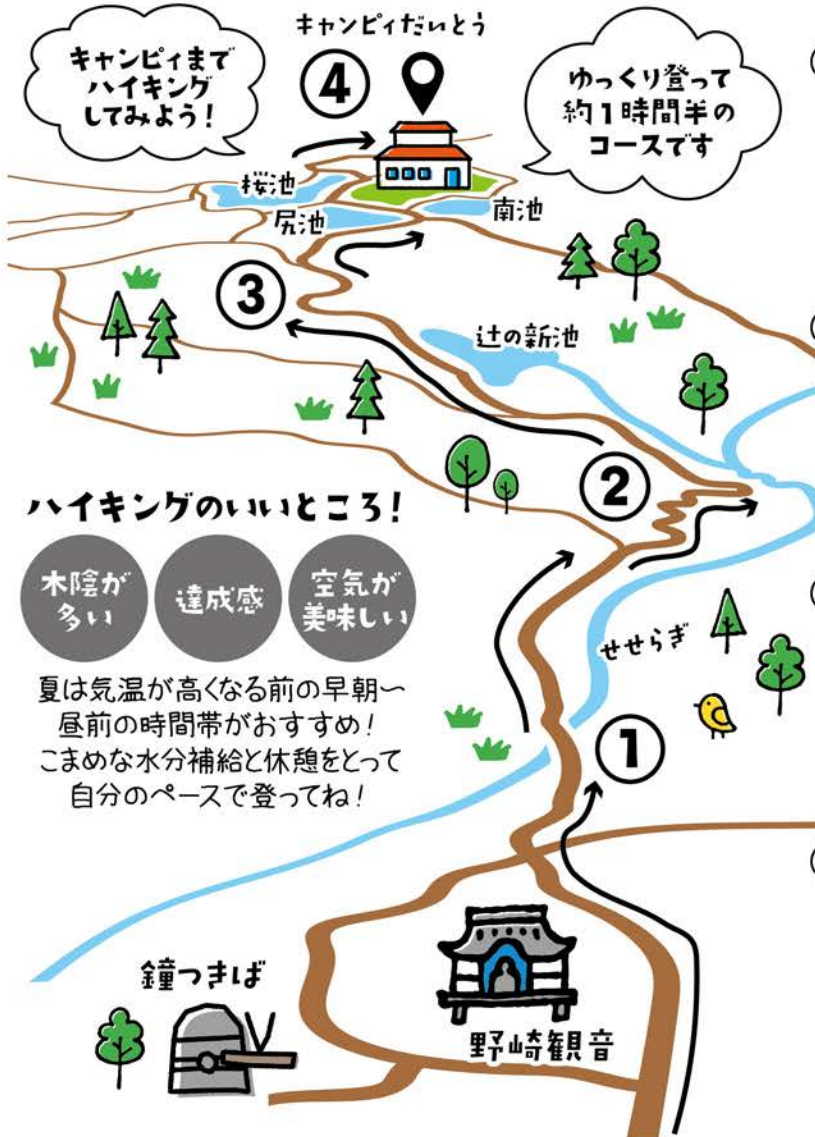 キャンピィまで
ハイキング
してみよう!
キャンピィだいとう
④
ゆっくり登って
約1時間半の
コースです
桜池
尻池
南池
③
辻の新池
②
ハイキングのいいところ!
木陰が
多い
達成感
空気が
美味しい
夏は気温が高くなる前の早朝〜
昼前の時間帯がおすすめ!
こまめな水分補給と休憩をとって
自分のペースで登ってね!
せせらぎ
①
鐘つきば
野崎観音